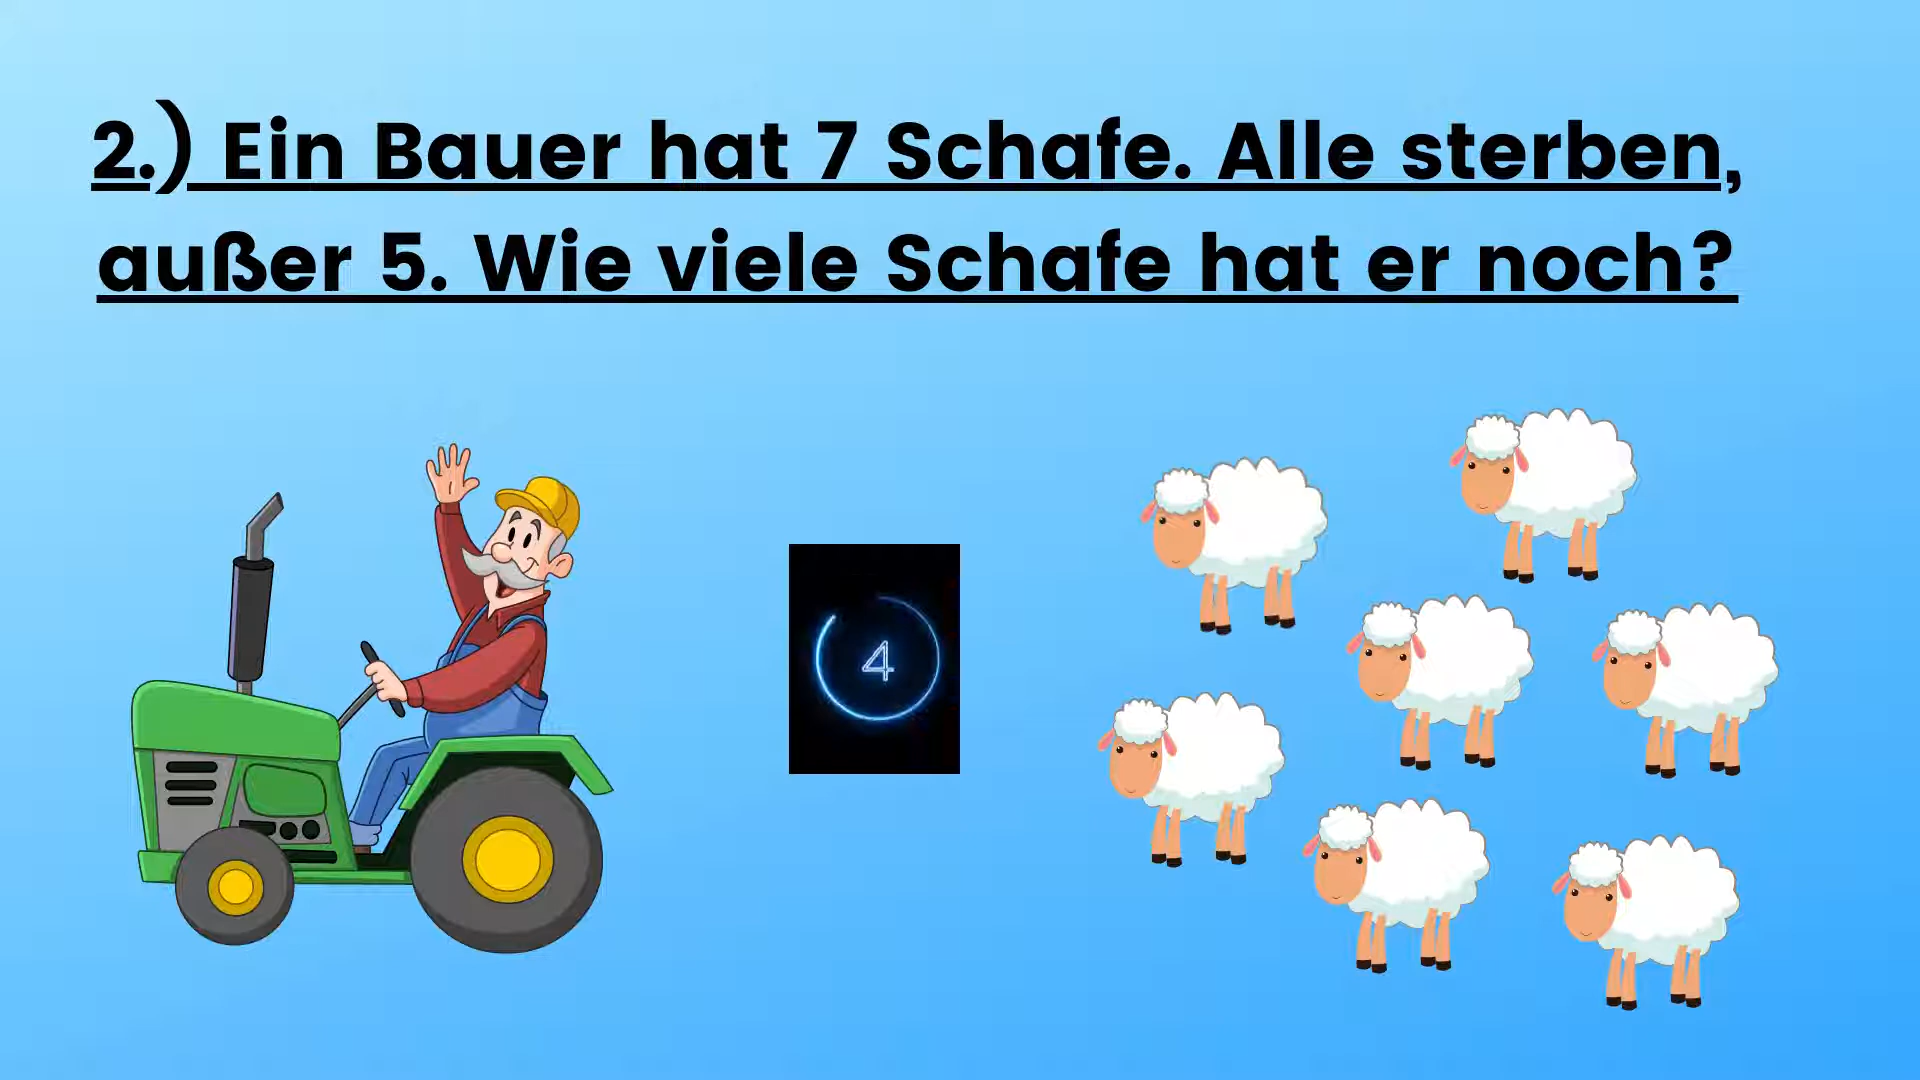 2.) Ein Bauer hat 7 Schafe. Alle sterben,
außer 5. Wie viele Schafe hat er noch?
4